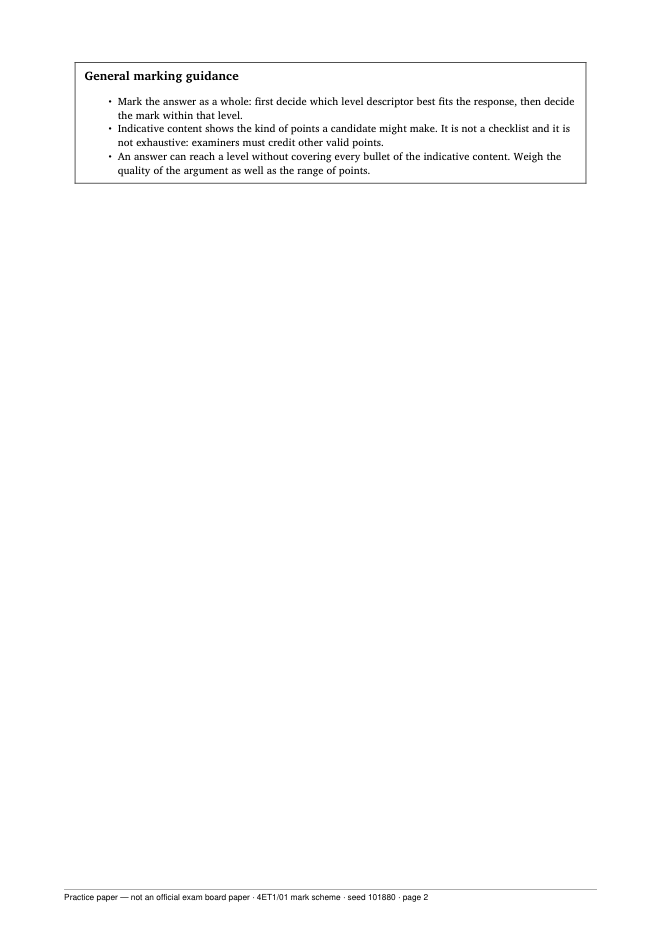 General marking guidance
• Mark the answer as a whole: first decide which level descriptor best fits the response, then decide
the mark within that level.
• Indicative content shows the kind of points a candidate might make. It is not a checklist and it is
not exhaustive: examiners must credit other valid points.
• An answer can reach a level without covering every bullet of the indicative content. Weigh the
quality of the argument as well as the range of points.
Practice paper — not an official exam board paper · 4ET1/01 mark scheme · seed 101880 · page 2